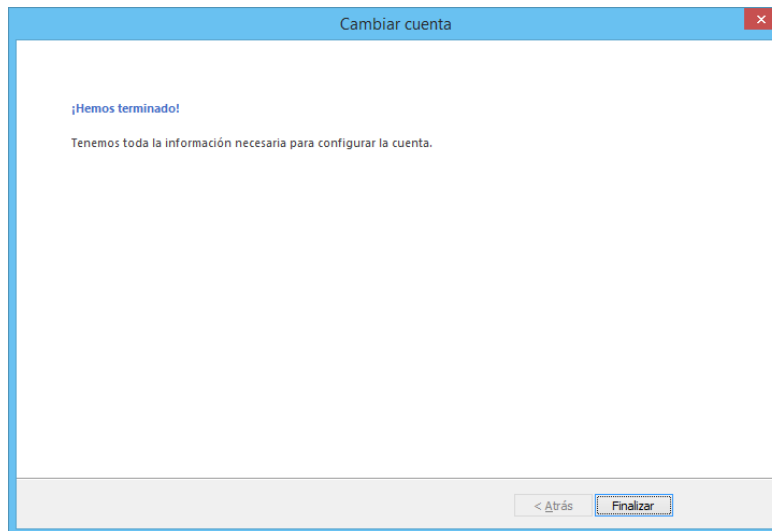 Cambiar cuenta
¡Hemos terminado!
Tenemos toda la información necesaria para configurar la cuenta.
< Atrás
Finalizar